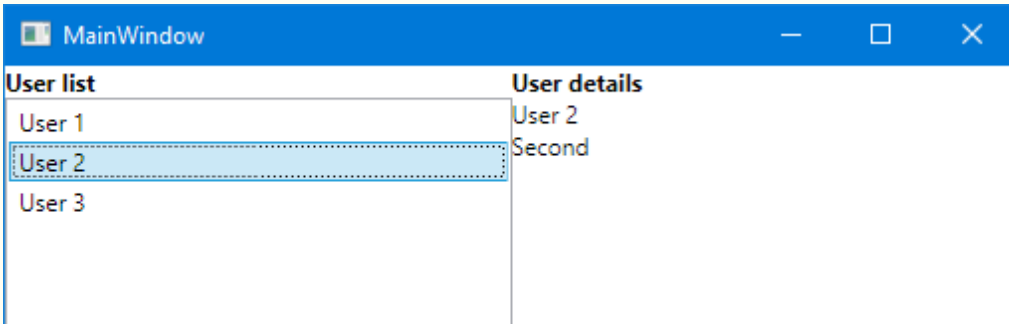 MainWindow
User list
User 1
User 2
User 3
User details
User 2
Second